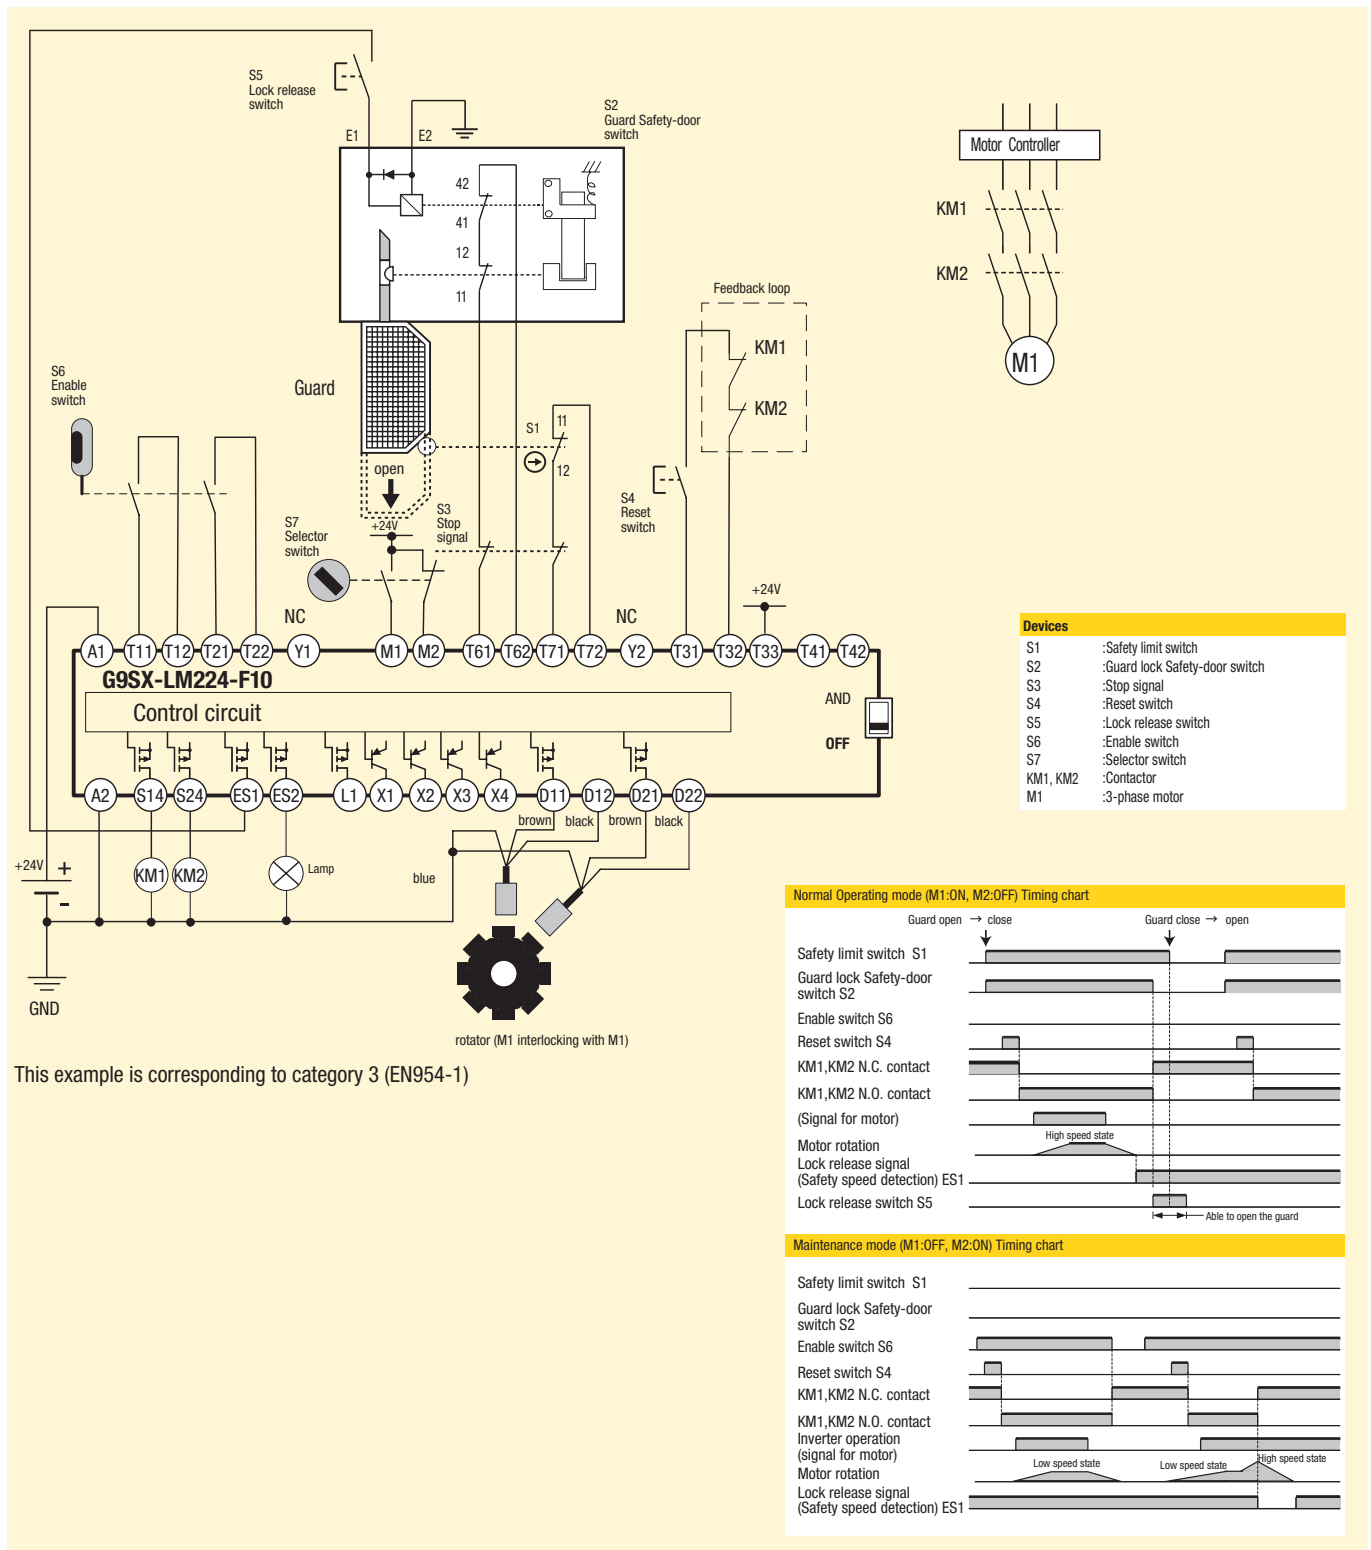 S5
Lock release
switch
E1
E2
S2
Guard Safety-door
switch
42
41
12
11
Motor Controller
KM1
KM2
M1
Feedback loop
KM1
KM2
S6
Enable
switch
Guard
open
S1
11
12
S4
Reset
switch
S7
Selector
switch
+24V
S3
Stop
signal
NC
NC
+24V
A1
T11
T12
T21
T22
Y1
M1
M2
T61
T62
T71
T72
Y2
T31
T32
T33
T41
T42
G9SX-LM224-F10
Control circuit
AND
OFF
A2
S14
S24
ES1
ES2
L1
X1
X2
X3
X4
D11
D12
D21
D22
brown
black
brown
black
+24V
+
-
KM1
KM2
Lamp
blue
GND
rotator (M1 interlocking with M1)
This example is corresponding to category 3 (EN954-1)
Devices
S1 :Safety limit switch
S2 :Guard lock Safety-door switch
S3 :Stop signal
S4 :Reset switch
S5 :Lock release switch
S6 :Enable switch
S7 :Selector switch
KM1, KM2 :Contactor
M1 :3-phase motor
Normal Operating mode (M1:ON, M2:OFF) Timing chart
Guard open → close
Guard close → open
Safety limit switch S1
Guard lock Safety-door
switch S2
Enable switch S6
Reset switch S4
KM1,KM2 N.C. contact
KM1,KM2 N.O. contact
(Signal for motor)
High speed state
Motor rotation
Lock release signal
(Safety speed detection) ES1
Lock release switch S5
Able to open the guard
Maintenance mode (M1:OFF, M2:ON) Timing chart
Safety limit switch S1
Guard lock Safety-door
switch S2
Enable switch S6
Reset switch S4
KM1,KM2 N.C. contact
KM1,KM2 N.O. contact
Inverter operation
(signal for motor)
Low speed state
Low speed state
High speed state
Motor rotation
Lock release signal
(Safety speed detection) ES1